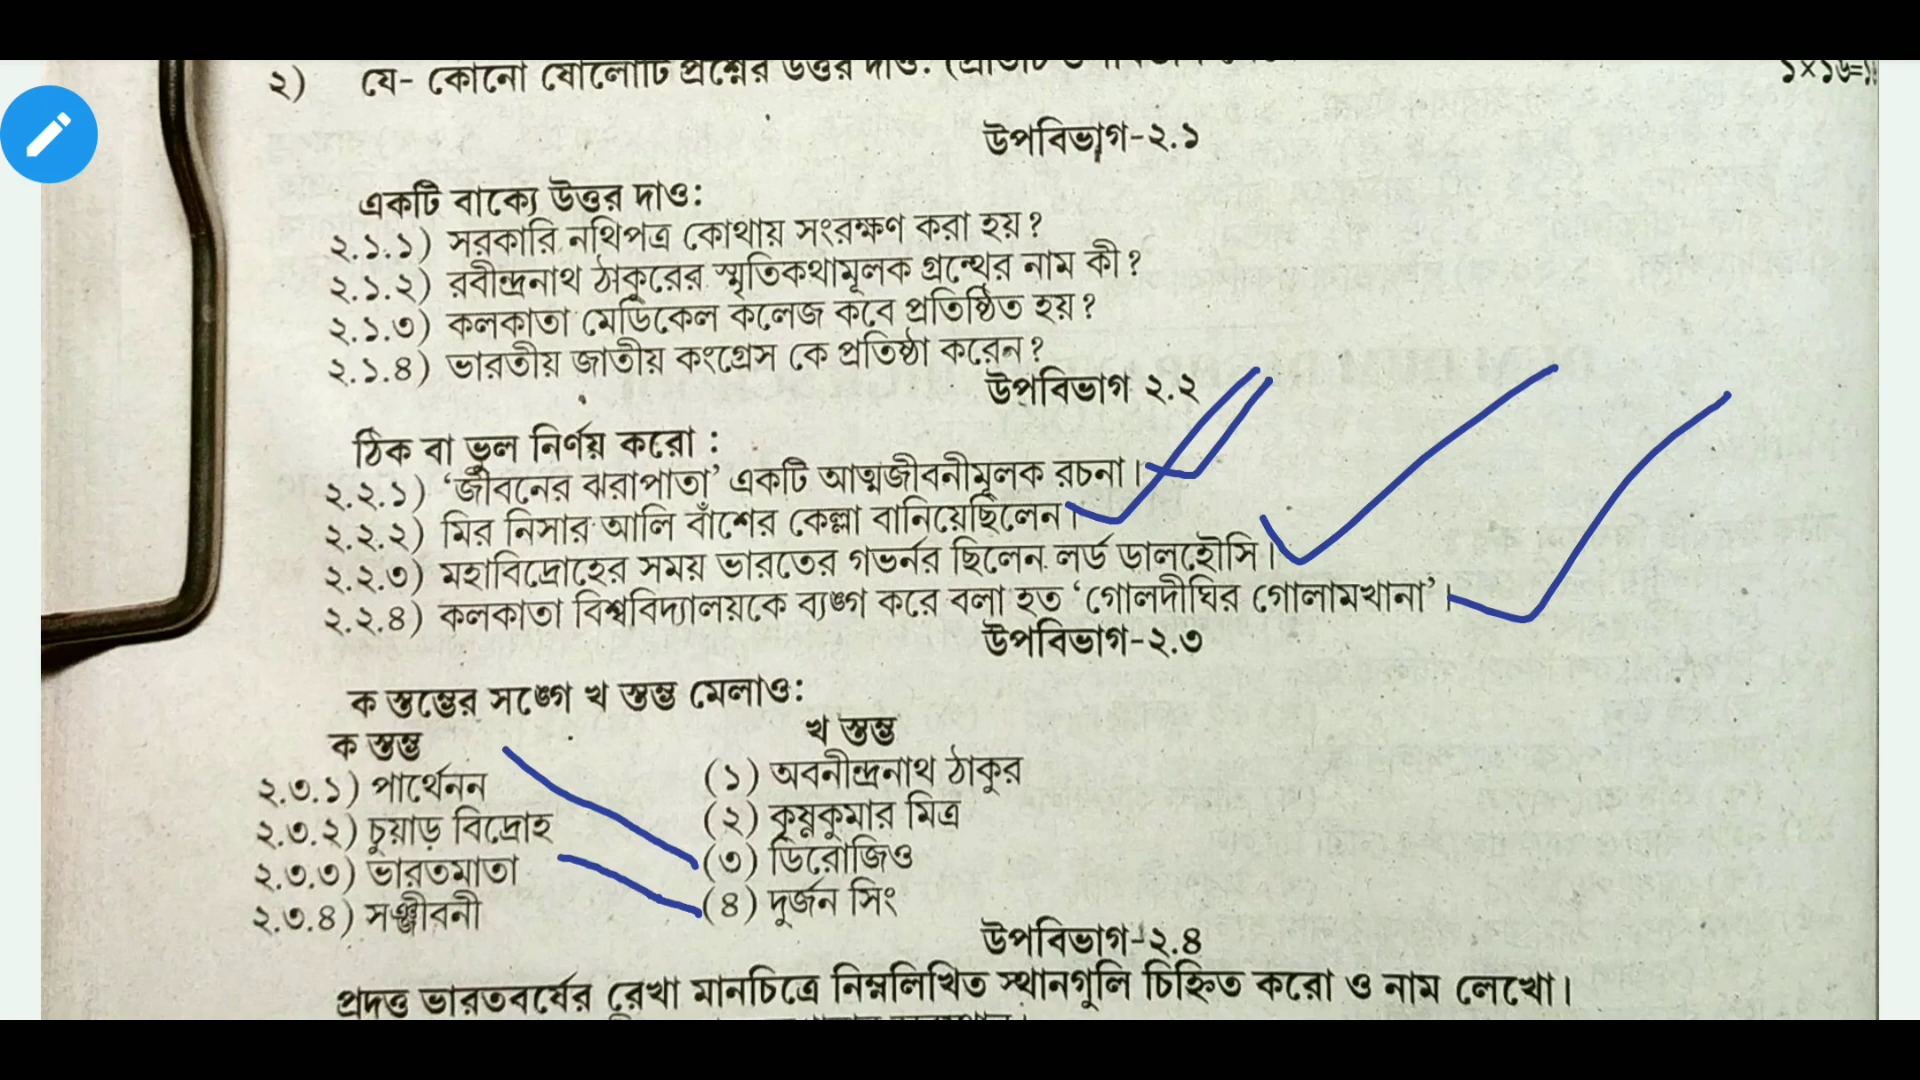 ২) যে- কোনো ষোলোটি প্রশ্নের উত্তর দাও:
১×১৬=
উপবিভাগ-২.১
একটি বাক্যে উত্তর দাও:
২.১.১) সরকারি নথিপত্র কোথায় সংরক্ষণ করা হয়?
২.১.২) রবীন্দ্রনাথ ঠাকুরের স্মৃতিকথামূলক গ্রন্থের নাম কী?
২.১.৩) কলকাতা মেডিকেল কলেজ কবে প্রতিষ্ঠিত হয়?
২.১.৪) ভারতীয় জাতীয় কংগ্রেস কে প্রতিষ্ঠা করেন?
উপবিভাগ ২.২
ঠিক বা ভুল নির্ণয় করো :
২.২.১) ‘জীবনের ঝরাপাতা’ একটি আত্মজীবনীমূলক রচনা।
২.২.২) মির নিসার আলি বাঁশের কেল্লা বানিয়েছিলেন।
২.২.৩) মহাবিদ্রোহের সময় ভারতের গভর্নর ছিলেন লর্ড ডালহৌসি।
২.২.৪) কলকাতা বিশ্ববিদ্যালয়কে ব্যঙ্গ করে বলা হত ‘গোলদীঘির গোলামখানা’।
উপবিভাগ-২.৩
ক স্তম্ভের সঙ্গে খ স্তম্ভ মেলাও:
ক স্তম্ভ খ স্তম্ভ
২.৩.১) পার্থেনন (১) অবনীন্দ্রনাথ ঠাকুর
২.৩.২) চুয়াড় বিদ্রোহ (২) কৃষ্ণকুমার মিত্র
২.৩.৩) ভারতমাতা (৩) ডিরোজিও
২.৩.৪) সঞ্জীবনী (৪) দুর্জন সিং
উপবিভাগ-২.৪
প্রদত্ত ভারতবর্ষের রেখা মানচিত্রে নিম্নলিখিত স্থানগুলি চিহ্নিত করো ও নাম লেখো।